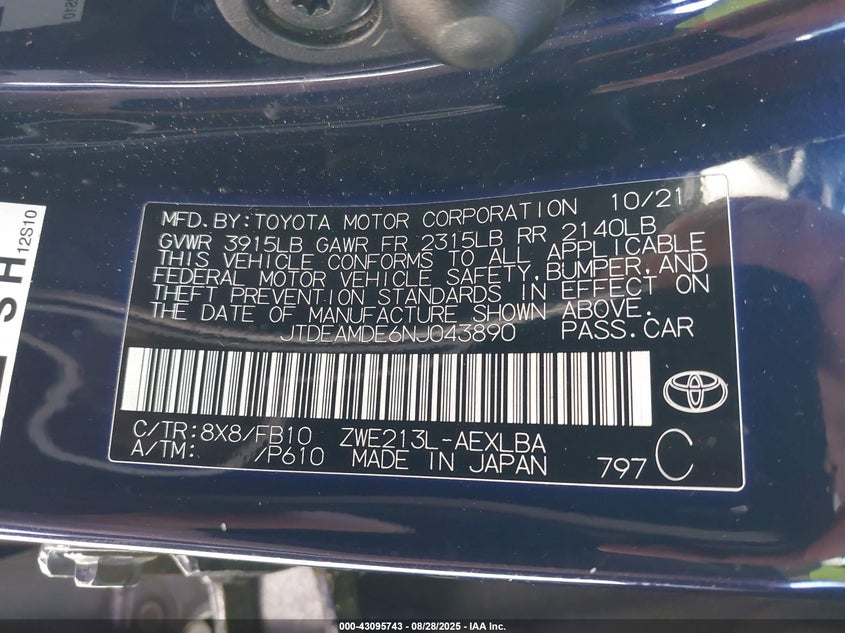 MFD.BY:TOYOTA MOTOR CORPORATION 10/21
GVWR 3915LB GAWR FR 2315LB RR 2140LB
THIS VEHICLE CONFORMS TO ALL APPLICABLE
FEDERAL MOTOR VEHICLE SAFETY,BUMPER,AND
THEFT PREVENTION STANDARDS IN EFFECT ON
THE DATE OF MANUFACTURE SHOWN ABOVE.
JTDEAMDE6NJ043890 PASS.CAR
C/TR:8X8/FB10 ZWE213L-AEXLBA
A/TM: /P610 MADE IN JAPAN 797 C
SH
12S10
000-43095743 - 08/28/2025 - IAA Inc.